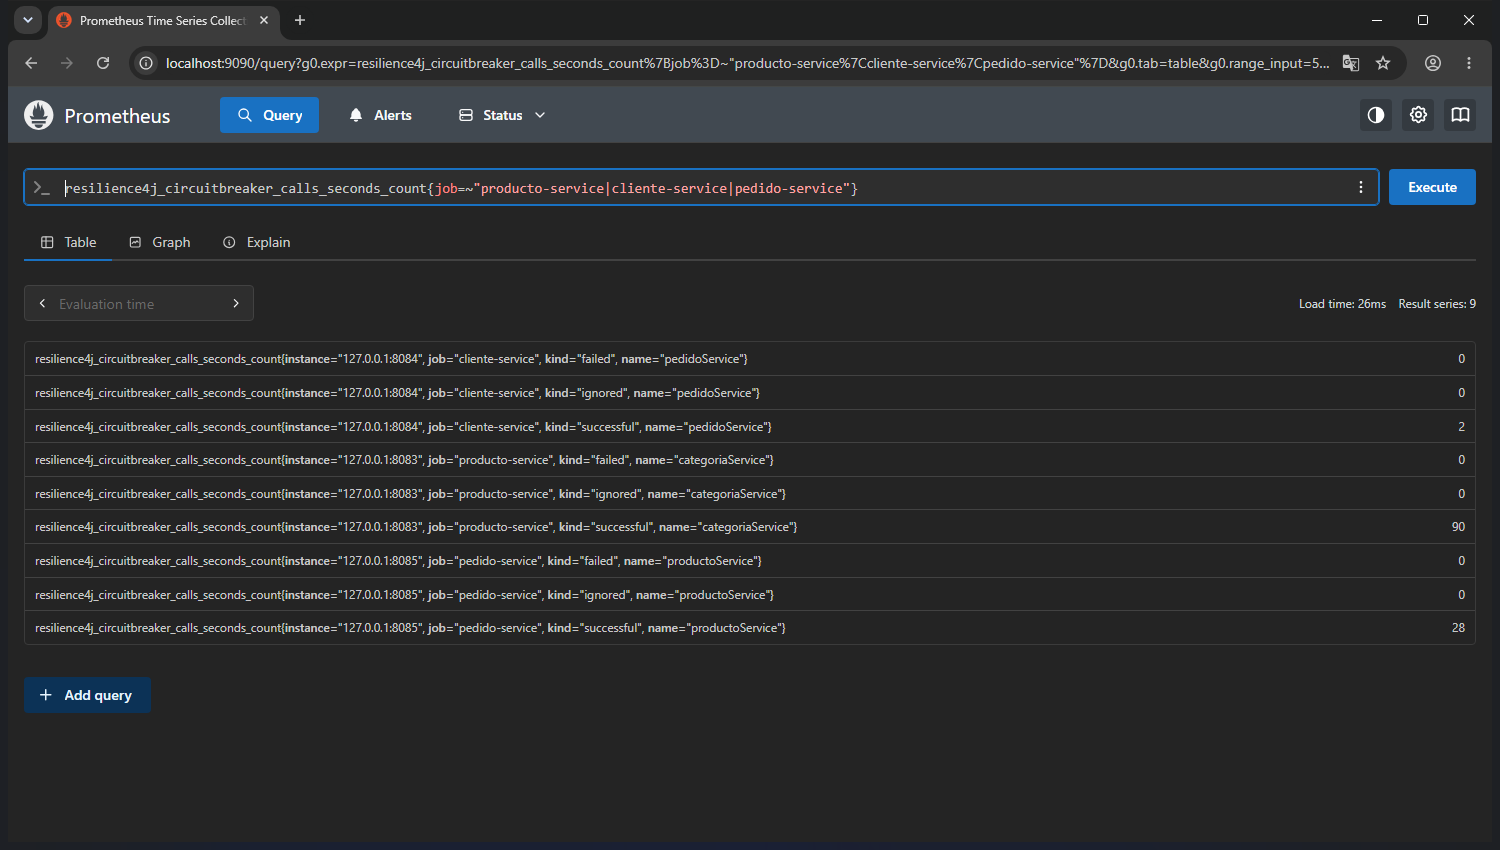 Prometheus Time Series Collect
localhost:9090/query?g0.expr=resilience4j_circuitbreaker_calls_seconds_count%7Bjob%3D~"producto-service%7Ccliente-service%7Cpedido-service"%7D&g0.tab=table&g0.range_input=5...
Prometheus
Query
Alerts
Status
resilience4j_circuitbreaker_calls_seconds_count{job=~"producto-service|cliente-service|pedido-service"}
Execute
Table
Graph
Explain
Evaluation time
Load time: 26ms Result series: 9
resilience4j_circuitbreaker_calls_seconds_count{instance="127.0.0.1:8084", job="cliente-service", kind="failed", name="pedidoService"} 0
resilience4j_circuitbreaker_calls_seconds_count{instance="127.0.0.1:8084", job="cliente-service", kind="ignored", name="pedidoService"} 0
resilience4j_circuitbreaker_calls_seconds_count{instance="127.0.0.1:8084", job="cliente-service", kind="successful", name="pedidoService"} 2
resilience4j_circuitbreaker_calls_seconds_count{instance="127.0.0.1:8083", job="producto-service", kind="failed", name="categoriaService"} 0
resilience4j_circuitbreaker_calls_seconds_count{instance="127.0.0.1:8083", job="producto-service", kind="ignored", name="categoriaService"} 0
resilience4j_circuitbreaker_calls_seconds_count{instance="127.0.0.1:8083", job="producto-service", kind="successful", name="categoriaService"} 90
resilience4j_circuitbreaker_calls_seconds_count{instance="127.0.0.1:8085", job="pedido-service", kind="failed", name="productoService"} 0
resilience4j_circuitbreaker_calls_seconds_count{instance="127.0.0.1:8085", job="pedido-service", kind="ignored", name="productoService"} 0
resilience4j_circuitbreaker_calls_seconds_count{instance="127.0.0.1:8085", job="pedido-service", kind="successful", name="productoService"} 28
Add query